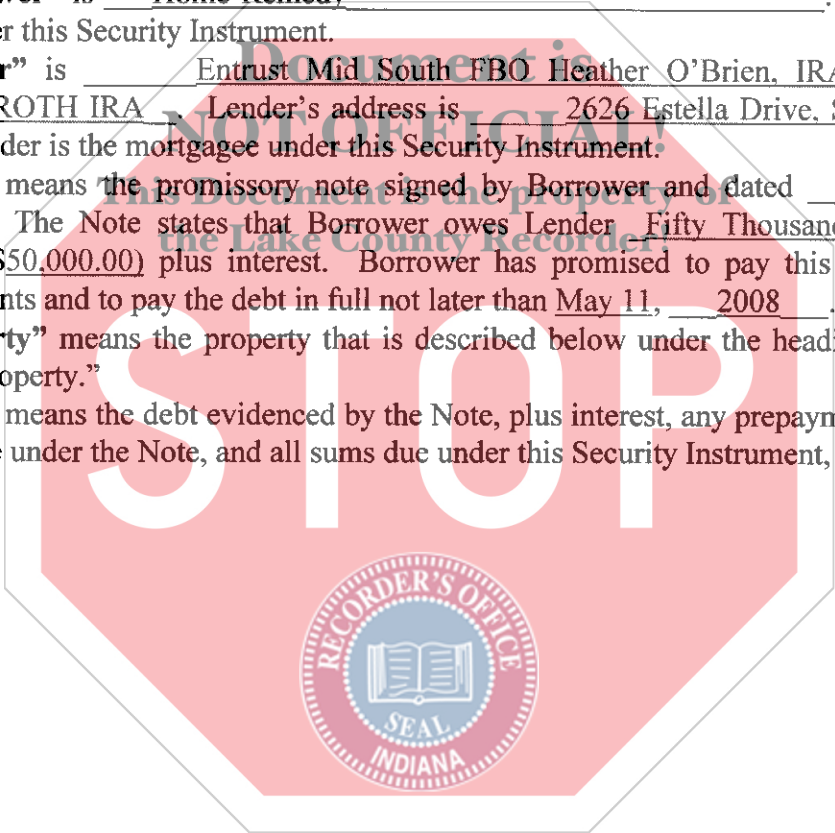 er" is Home Remedy.
er this Security Instrument.
r" is Entrust Mid South FBO Heather O'Brien, IRA
ROTH IRA. Lender's address is 2626 Estella Drive, S
der is the mortgagee under this Security Instrument.
means the promissory note signed by Borrower and dated
The Note states that Borrower owes Lender Fifty Thousand
$50,000.00) plus interest. Borrower has promised to pay this
nts and to pay the debt in full not later than May 11, 2008.
rty" means the property that is described below under the headi
operty."
means the debt evidenced by the Note, plus interest, any prepaym
under the Note, and all sums due under this Security Instrument,
Document is
NOT OFFICIAL!
This Document is the property of
the Lake County Recorder!
STOP
RECORDER'S OFFICE
SEAL
INDIANA